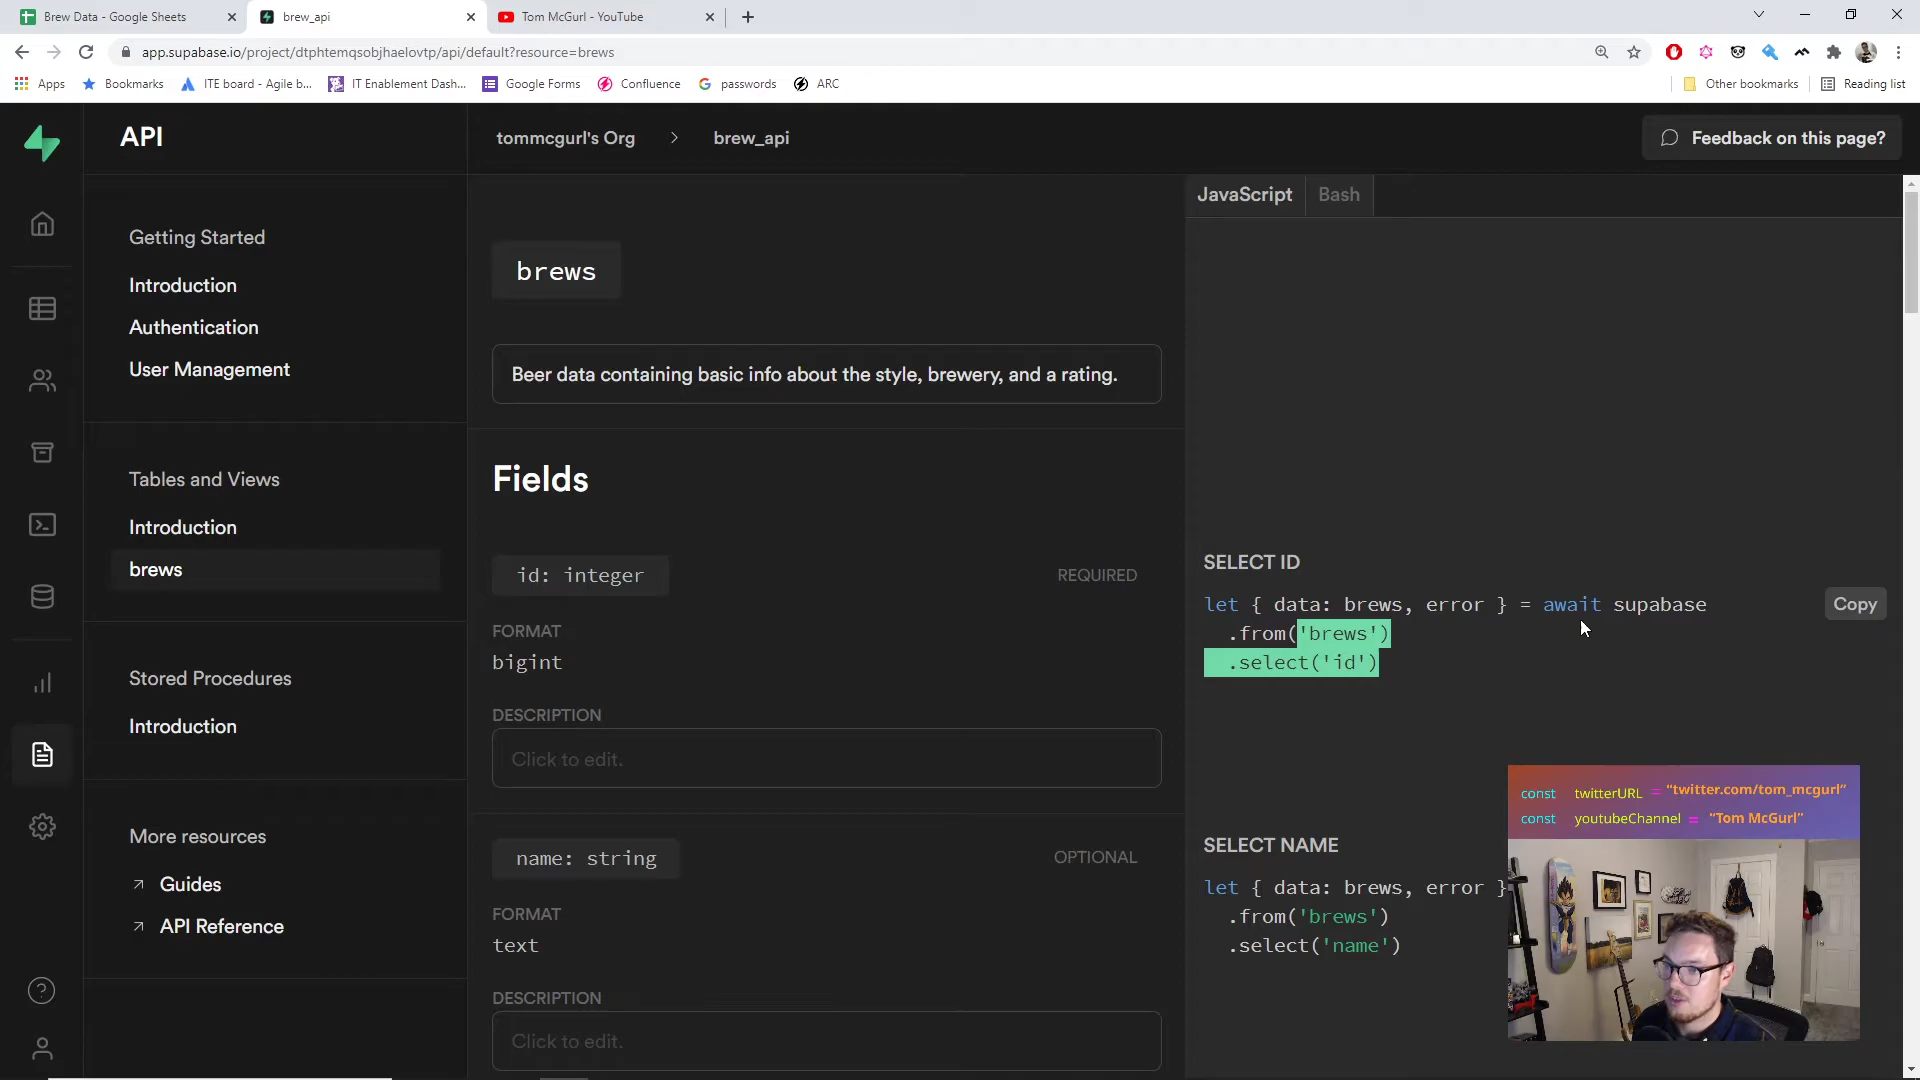 Brew Data - Google Sheets
brew_api
Tom McGurl - YouTube
app.supabase.io/project/dtphtemqsobjhaelovtp/api/default?resource=brews
Apps
Bookmarks
ITE board - Agile b...
IT Enablement Dash...
Google Forms
Confluence
passwords
ARC
Other bookmarks
Reading list
API
tommcgurl's Org
brew_api
Feedback on this page?
Getting Started
Introduction
Authentication
User Management
Tables and Views
Introduction
brews
Stored Procedures
Introduction
More resources
Guides
API Reference
brews
Beer data containing basic info about the style, brewery, and a rating.
Fields
id: integer
REQUIRED
FORMAT
bigint
DESCRIPTION
Click to edit.
name: string
OPTIONAL
FORMAT
text
DESCRIPTION
Click to edit.
JavaScript
Bash
SELECT ID
let { data: brews, error } = await supabase
.from('brews')
.select('id')
Copy
SELECT NAME
let { data: brews, error }
.from('brews')
.select('name')
const twitterURL = "twitter.com/tom_mcgurl"
const youtubeChannel = "Tom McGurl"